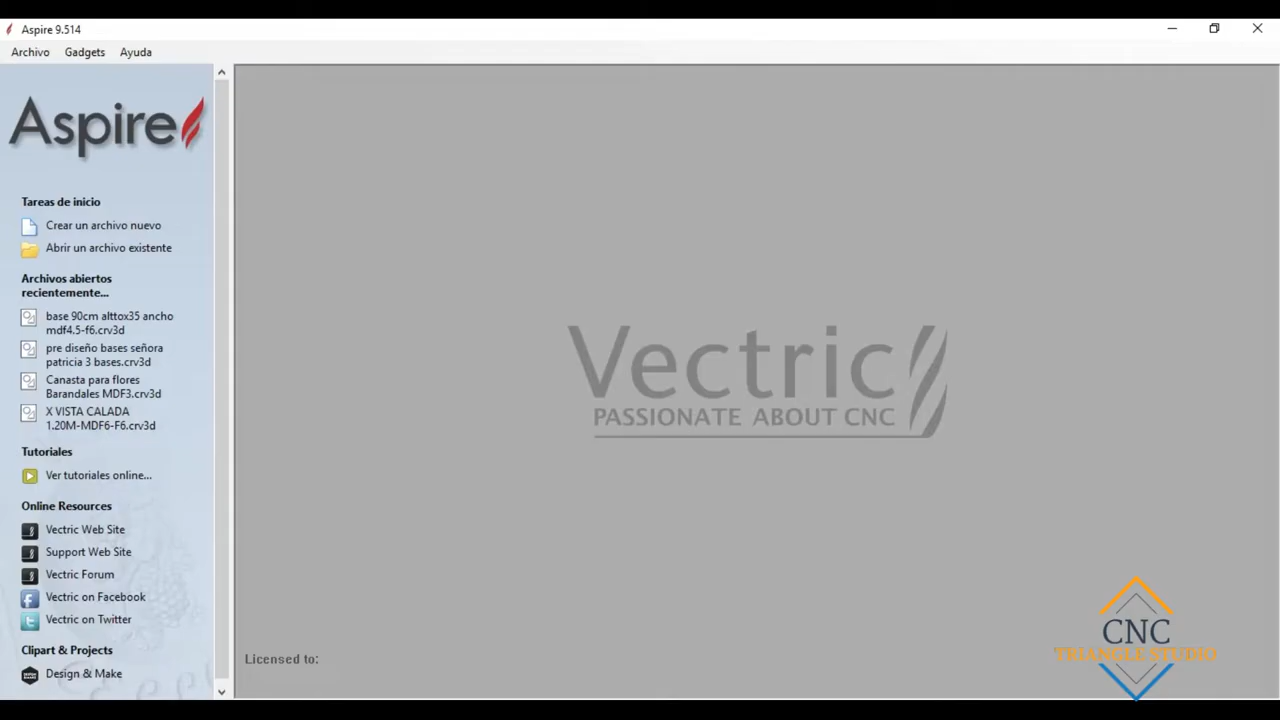 Aspire 9.514
Archivo Gadgets Ayuda
Aspire
Tareas de inicio
Crear un archivo nuevo
Abrir un archivo existente
Archivos abiertos
recientemente...
base 90cm alttox35 ancho
mdf4.5-f6.crv3d
pre diseño bases señora
patricia 3 bases.crv3d
Canasta para flores
Barandales MDF3.crv3d
X VISTA CALADA
1.20M-MDF6-F6.crv3d
Tutoriales
Ver tutoriales online...
Online Resources
Vectric Web Site
Support Web Site
Vectric Forum
Vectric on Facebook
Vectric on Twitter
Clipart & Projects
Design & Make
Vectric
PASSIONATE ABOUT CNC
Licensed to:
CNC
TRIANGLE STUDIO